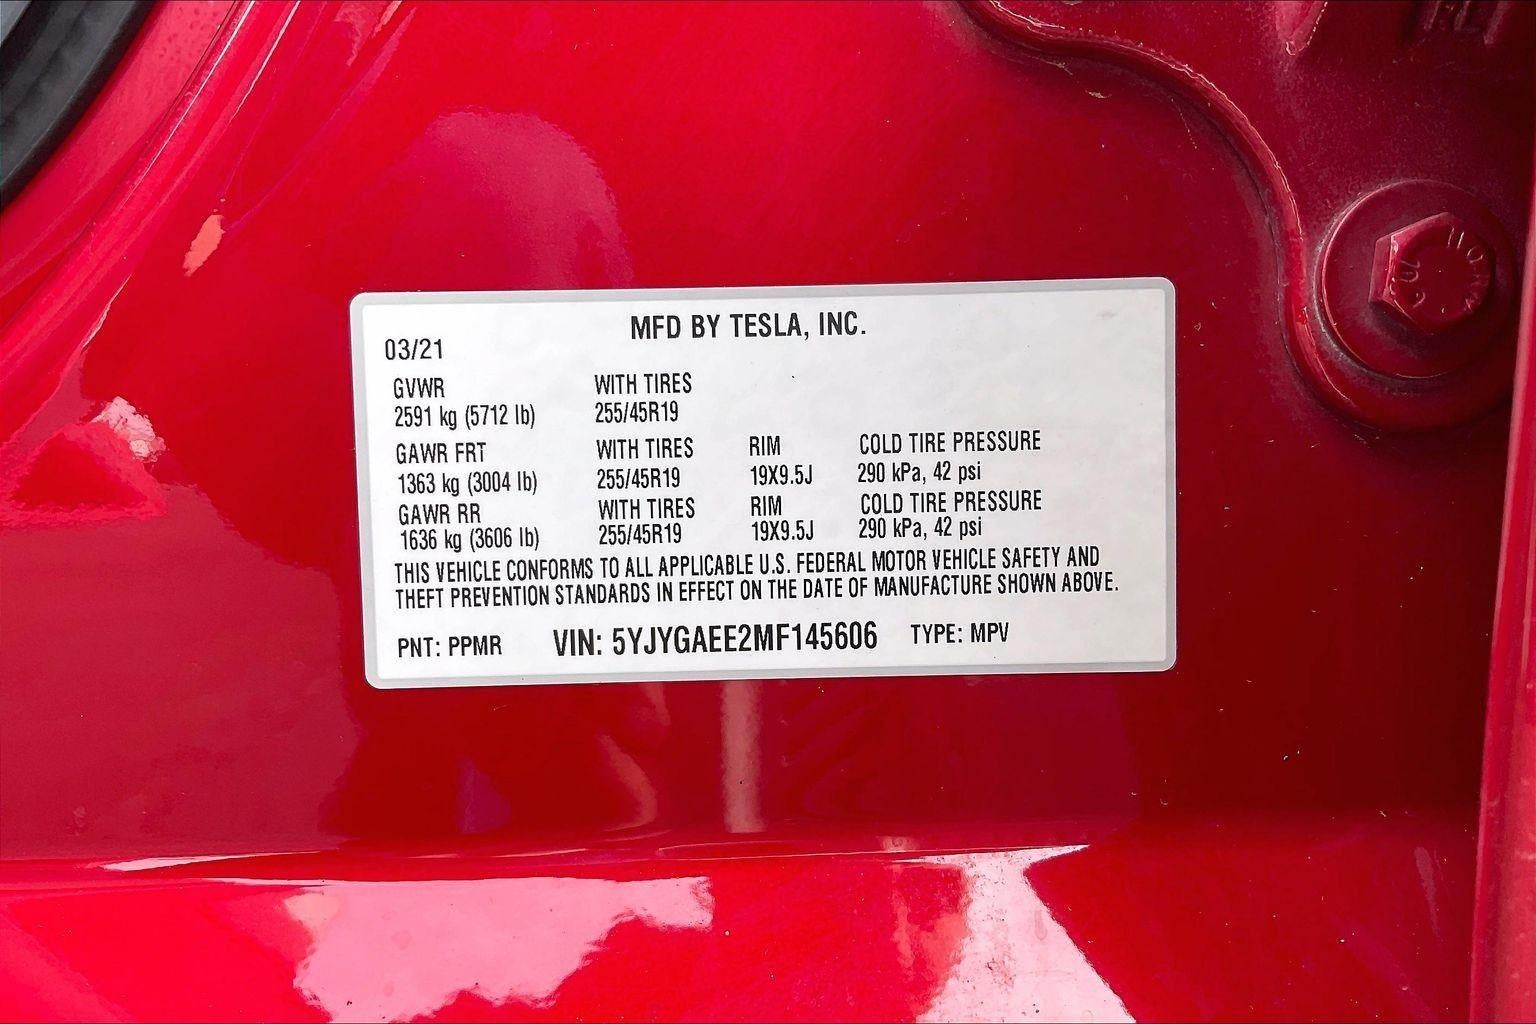 MFD BY TESLA, INC.
03/21
GVWR WITH TIRES
2591 kg (5712 lb) 255/45R19
GAWR FRT WITH TIRES RIM COLD TIRE PRESSURE
1363 kg (3004 lb) 255/45R19 19X9.5J 290 kPa, 42 psi
GAWR RR WITH TIRES RIM COLD TIRE PRESSURE
1636 kg (3606 lb) 255/45R19 19X9.5J 290 kPa, 42 psi
THIS VEHICLE CONFORMS TO ALL APPLICABLE U.S. FEDERAL MOTOR VEHICLE SAFETY AND
THEFT PREVENTION STANDARDS IN EFFECT ON THE DATE OF MANUFACTURE SHOWN ABOVE.
PNT: PPMR VIN: 5YJYGAEE2MF145606 TYPE: MPV